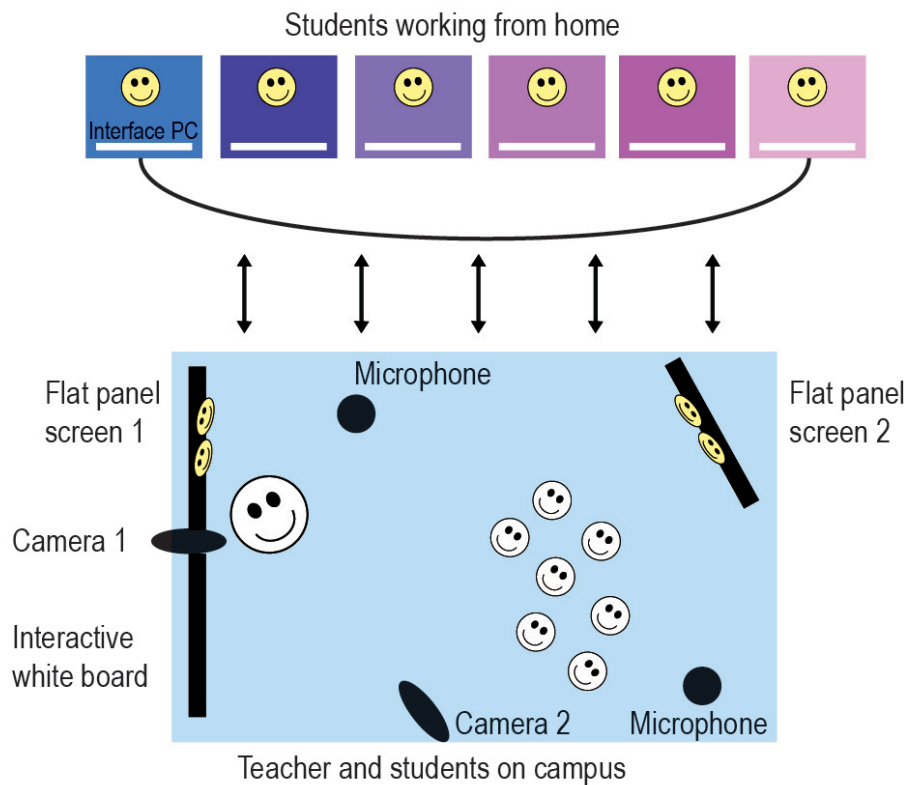 Students working from home
Interface PC
Microphone
Flat panel
screen 1
Flat panel
screen 2
Camera 1
Interactive
white board
Camera 2
Microphone
Teacher and students on campus